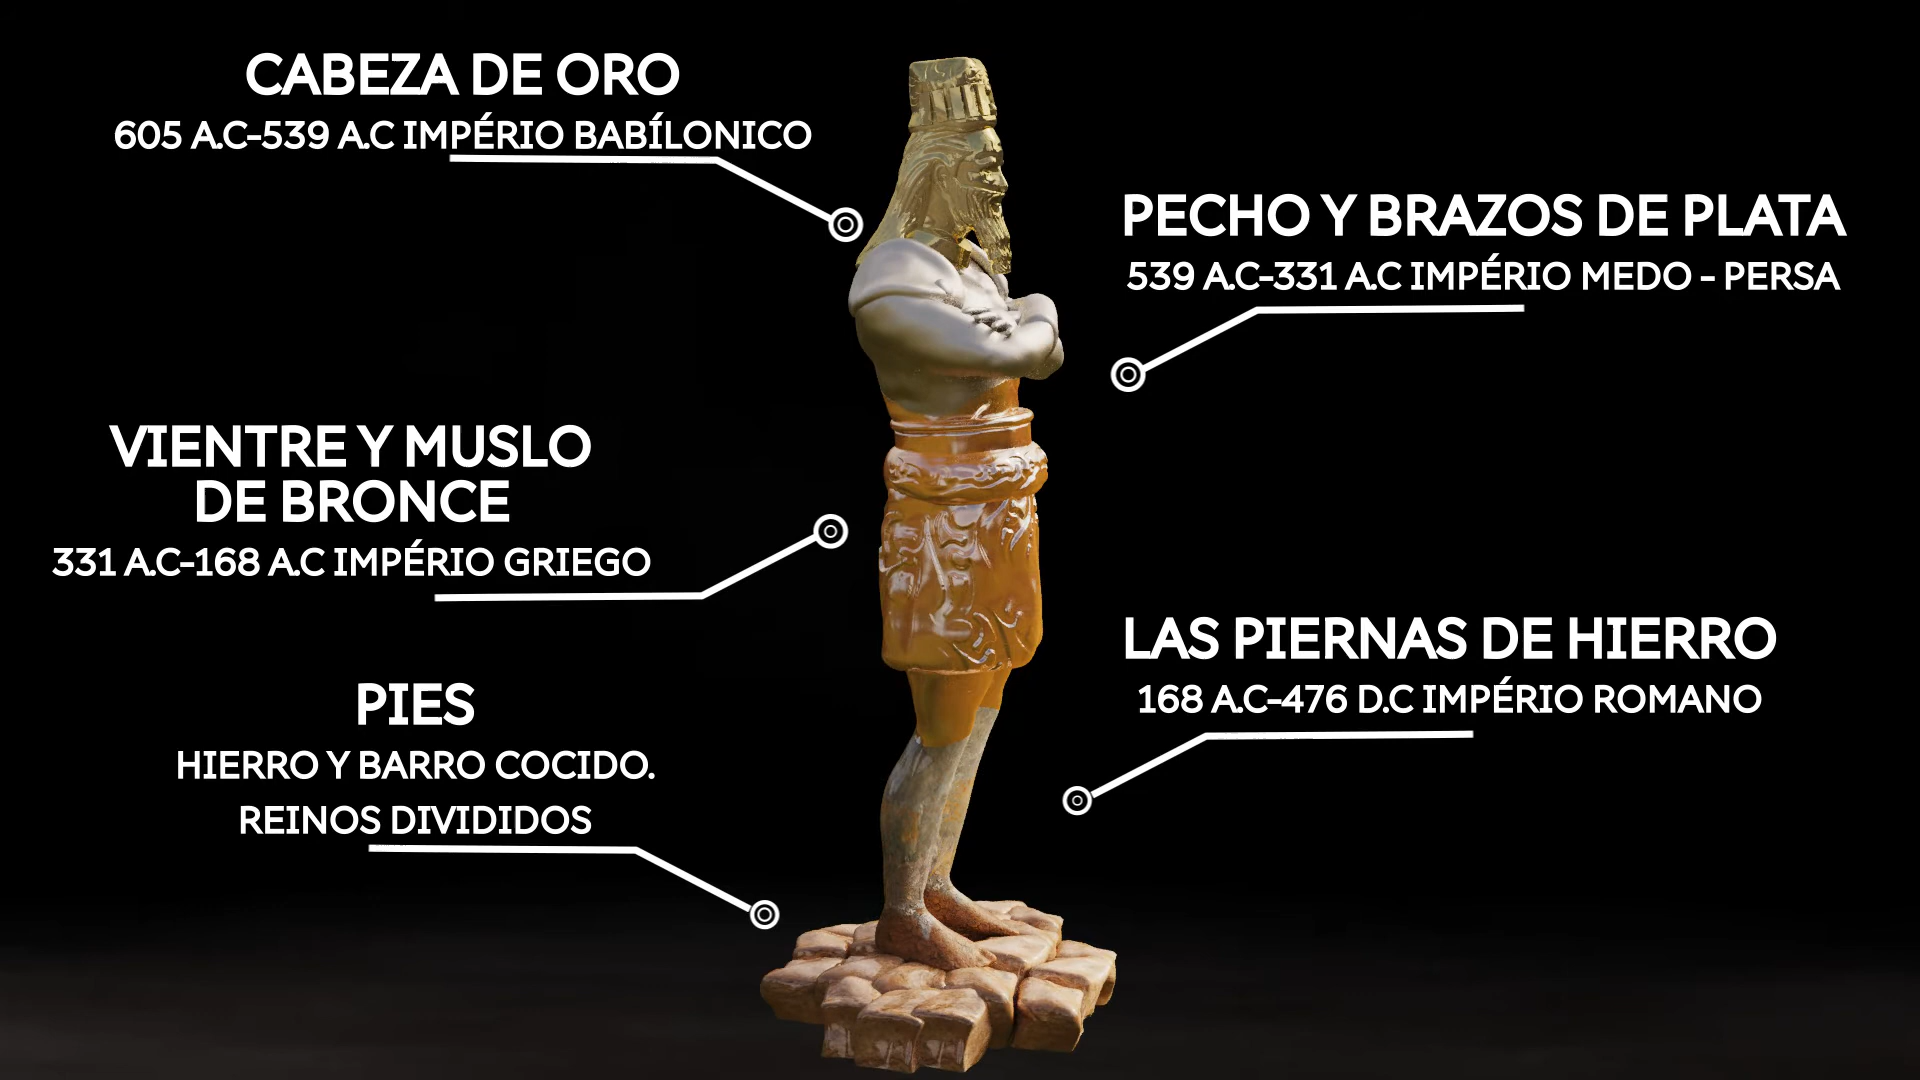 CABEZA DE ORO
605 A.C-539 A.C IMPÉRIO BABÍLONICO
PECHO Y BRAZOS DE PLATA
539 A.C-331 A.C IMPÉRIO MEDO - PERSA
VIENTRE Y MUSLO
DE BRONCE
331 A.C-168 A.C IMPÉRIO GRIEGO
LAS PIERNAS DE HIERRO
168 A.C-476 D.C IMPÉRIO ROMANO
PIES
HIERRO Y BARRO COCIDO.
REINOS DIVIDIDOS